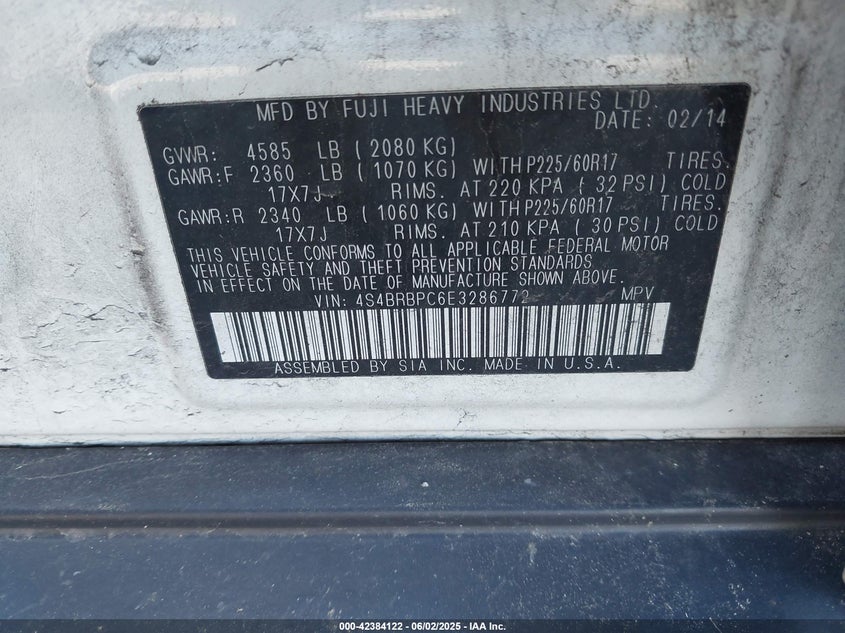 MFD BY FUJI HEAVY INDUSTRIES LTD.
DATE: 02/14
GVWR: 4585 LB ( 2080 KG)
GAWR:F 2360 LB ( 1070 KG) WITH P225/60R17 TIRES.
17X7J RIMS. AT 220 KPA ( 32 PSI) COLD
GAWR:R 2340 LB ( 1060 KG) WITH P225/60R17 TIRES.
17X7J RIMS. AT 210 KPA ( 30 PSI) COLD
THIS VEHICLE CONFORMS TO ALL APPLICABLE FEDERAL MOTOR
VEHICLE SAFETY AND THEFT PREVENTION STANDARDS
IN EFFECT ON THE DATE OF MANUFACTURE SHOWN ABOVE.
VIN: 4S4BRBPC6E3286772 MPV
ASSEMBLED BY SIA INC. MADE IN U.S.A.
000-42384122 - 06/02/2025 - IAA Inc.